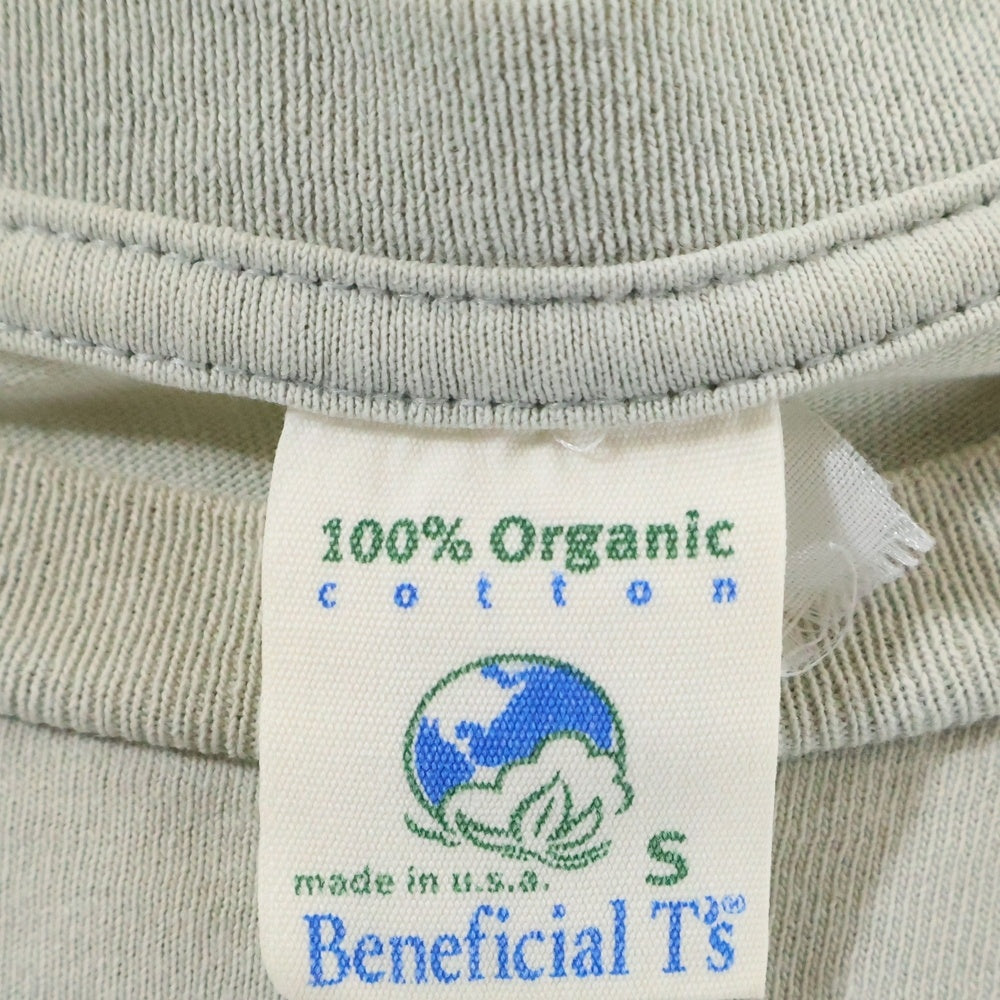 100% Organic
cotton
S
made in u.s.a.
Beneficial T's®